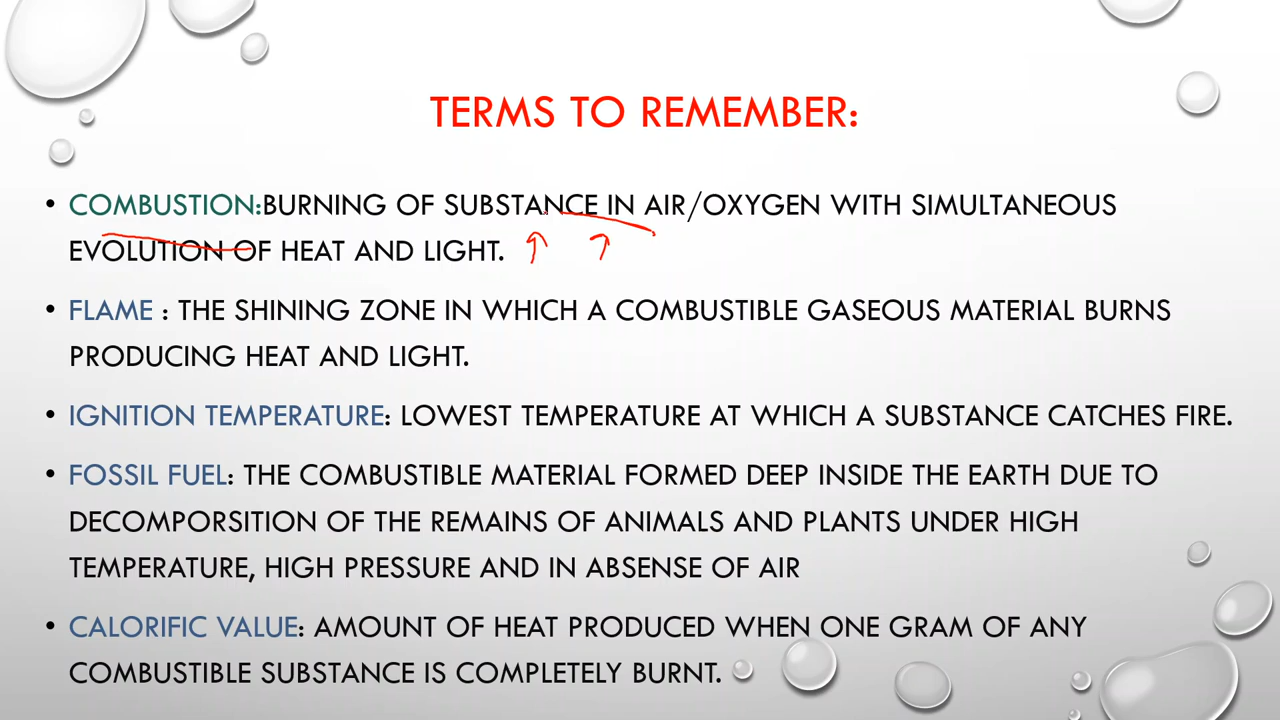 TERMS TO REMEMBER:
• COMBUSTION:BURNING OF SUBSTANCE IN AIR/OXYGEN WITH SIMULTANEOUS
EVOLUTION OF HEAT AND LIGHT.
• FLAME : THE SHINING ZONE IN WHICH A COMBUSTIBLE GASEOUS MATERIAL BURNS
PRODUCING HEAT AND LIGHT.
• IGNITION TEMPERATURE: LOWEST TEMPERATURE AT WHICH A SUBSTANCE CATCHES FIRE.
• FOSSIL FUEL: THE COMBUSTIBLE MATERIAL FORMED DEEP INSIDE THE EARTH DUE TO
DECOMPORSITION OF THE REMAINS OF ANIMALS AND PLANTS UNDER HIGH
TEMPERATURE, HIGH PRESSURE AND IN ABSENSE OF AIR
• CALORIFIC VALUE: AMOUNT OF HEAT PRODUCED WHEN ONE GRAM OF ANY
COMBUSTIBLE SUBSTANCE IS COMPLETELY BURNT.